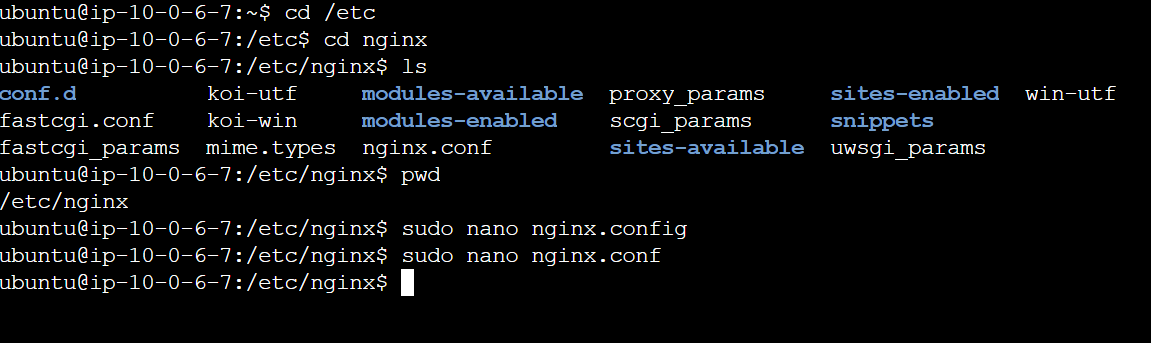 ubuntu@ip-10-0-6-7:~$ cd /etc
ubuntu@ip-10-0-6-7:/etc$ cd nginx
ubuntu@ip-10-0-6-7:/etc/nginx$ ls
conf.d koi-utf modules-available proxy_params sites-enabled win-utf
fastcgi.conf koi-win modules-enabled scgi_params snippets
fastcgi_params mime.types nginx.conf sites-available uwsgi_params
ubuntu@ip-10-0-6-7:/etc/nginx$ pwd
/etc/nginx
ubuntu@ip-10-0-6-7:/etc/nginx$ sudo nano nginx.config
ubuntu@ip-10-0-6-7:/etc/nginx$ sudo nano nginx.conf
ubuntu@ip-10-0-6-7:/etc/nginx$